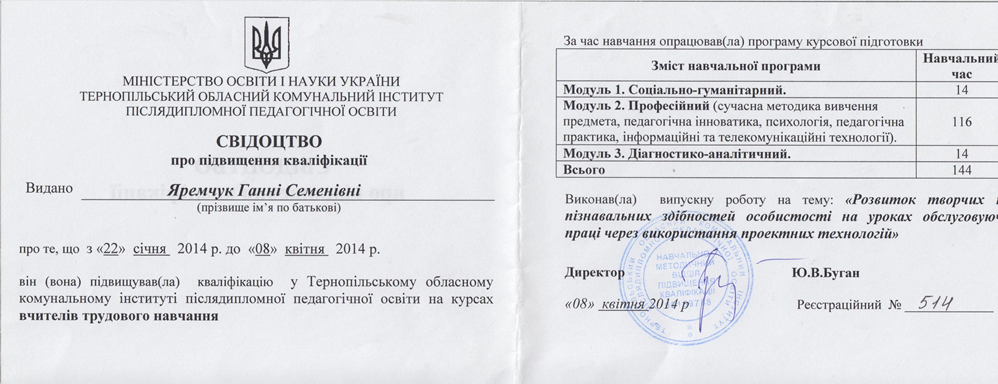 МІНІСТЕРСТВО ОСВІТИ І НАУКИ УКРАЇНИ
ТЕРНОПІЛЬСЬКИЙ ОБЛАСНИЙ КОМУНАЛЬНИЙ ІНСТИТУТ
ПІСЛЯДИПЛОМНОЇ ПЕДАГОГІЧНОЇ ОСВІТИ
СВІДОЦТВО
про підвищення кваліфікації
Видано Яремчук Ганні Семенівні
(прізвище ім’я по батькові)
про те, що з «22» січня 2014 р. до «08» квітня 2014 р.
він (вона) підвищував(ла) кваліфікацію у Тернопільському обласному
комунальному інституті післядипломної педагогічної освіти на курсах
вчителів трудового навчання
За час навчання опрацював(ла) програму курсової підготовки
Зміст навчальної програми Навчальний час
Модуль 1. Соціально-гуманітарний. 14
Модуль 2. Професійний (сучасна методика вивчення
предмета, педагогічна інноватика, психологія, педагогічна 116
практика, інформаційні та телекомунікаційні технології).
Модуль 3. Діагностико-аналітичний. 14
Всього 144
Виконав(ла) випускну роботу на тему: «Розвиток творчих
пізнавальних здібностей особистості на уроках обслуговуюч
праці через використання проектних технологій»
НАВЧАЛЬНО
МЕТОДИЧНИЙ
ВІДДІЛ
ПІДВИЩЕННЯ
КВАЛІФІКАЦІЇ
Директор Ю.В.Буган
«08» квітня 2014 р Реєстраційний № 514